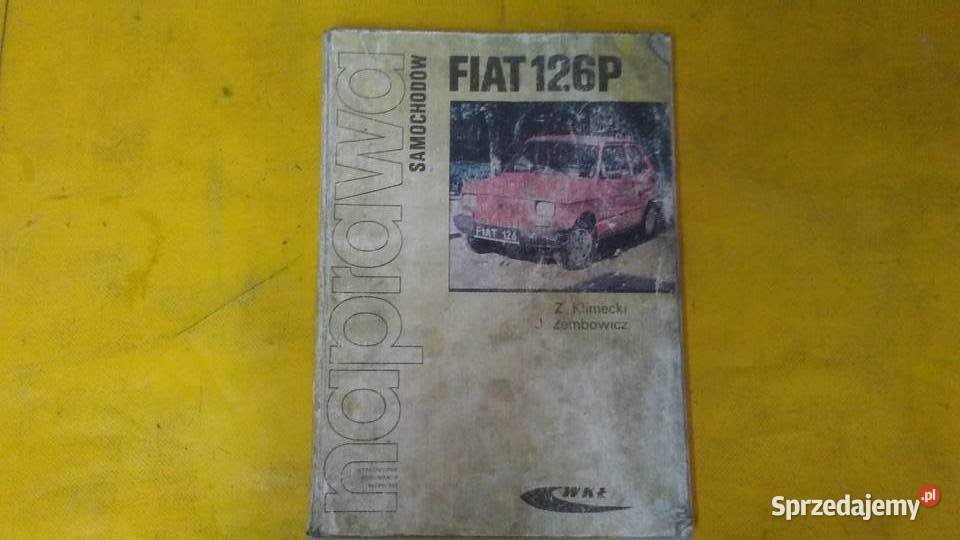 naprawa
SAMOCHODÓW
FIAT 126P
FIAT 126
Z. Klimecki
J. Zembowicz
WKŁ
Sprzedajemy.pl